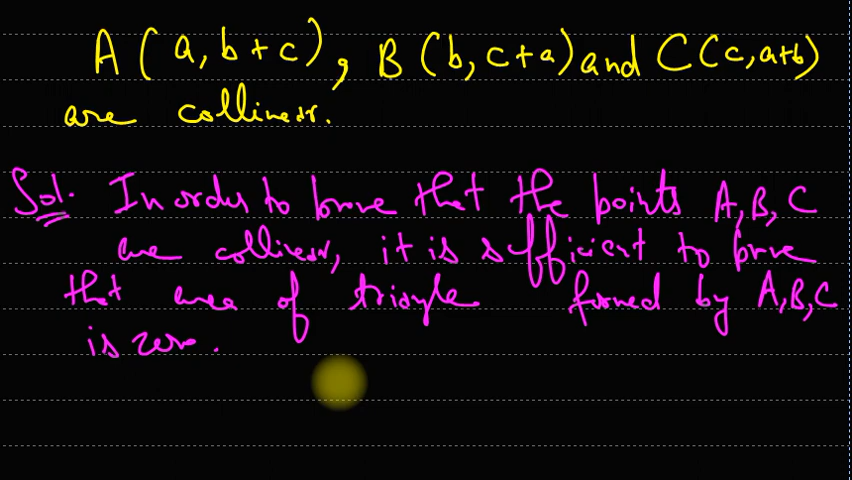 A (a, b+c), B (b, c+a) and C (c, a+b)
are collinear.
Sol. In order to prove that the points A, B, C
are collinear, it is sufficient to prove
that area of triangle formed by A, B, C
is zero.